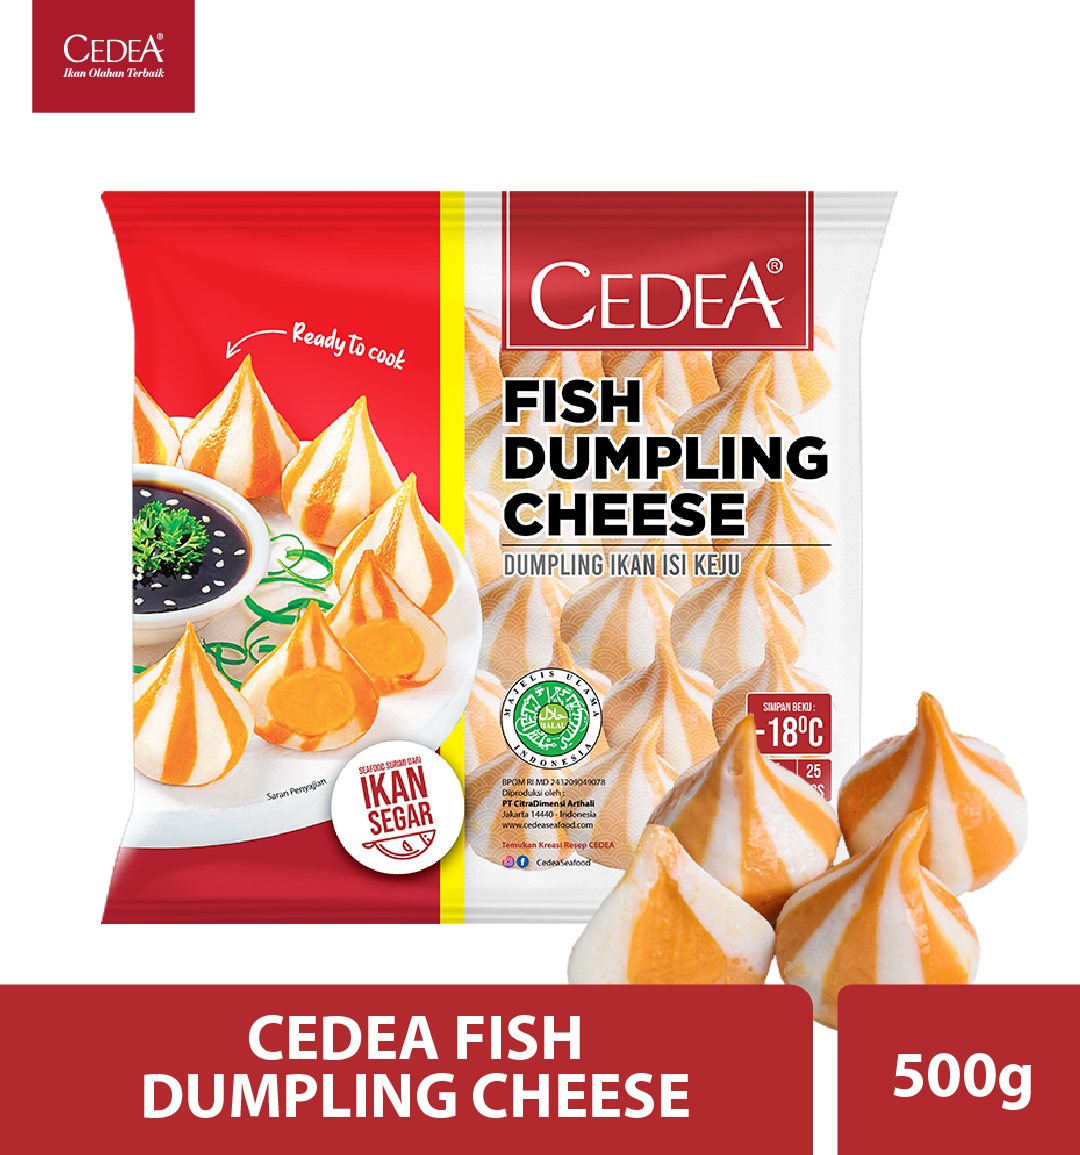 CEDEA®
Ikan Olahan Terbaik
CEDEA®
Ready to cook
FISH
DUMPLING
CHEESE
DUMPLING IKAN ISI KEJU
MAJELIS ULAMA
حلال
HALAL
INDONESIA
SIMPAN BEKU :
-18°C
25
BPOM RI MD 243209049078
Diproduksi oleh :
PT CitraDimensi Arthali
Jakarta 14440 - Indonesia
www.cedeaseafood.com
Temukan Kreasi Resep CEDEA
CedeaSeafood
SEAFOOD SURIMI DARI
IKAN
SEGAR
Saran Penyajian
CEDEA FISH
DUMPLING CHEESE
500g